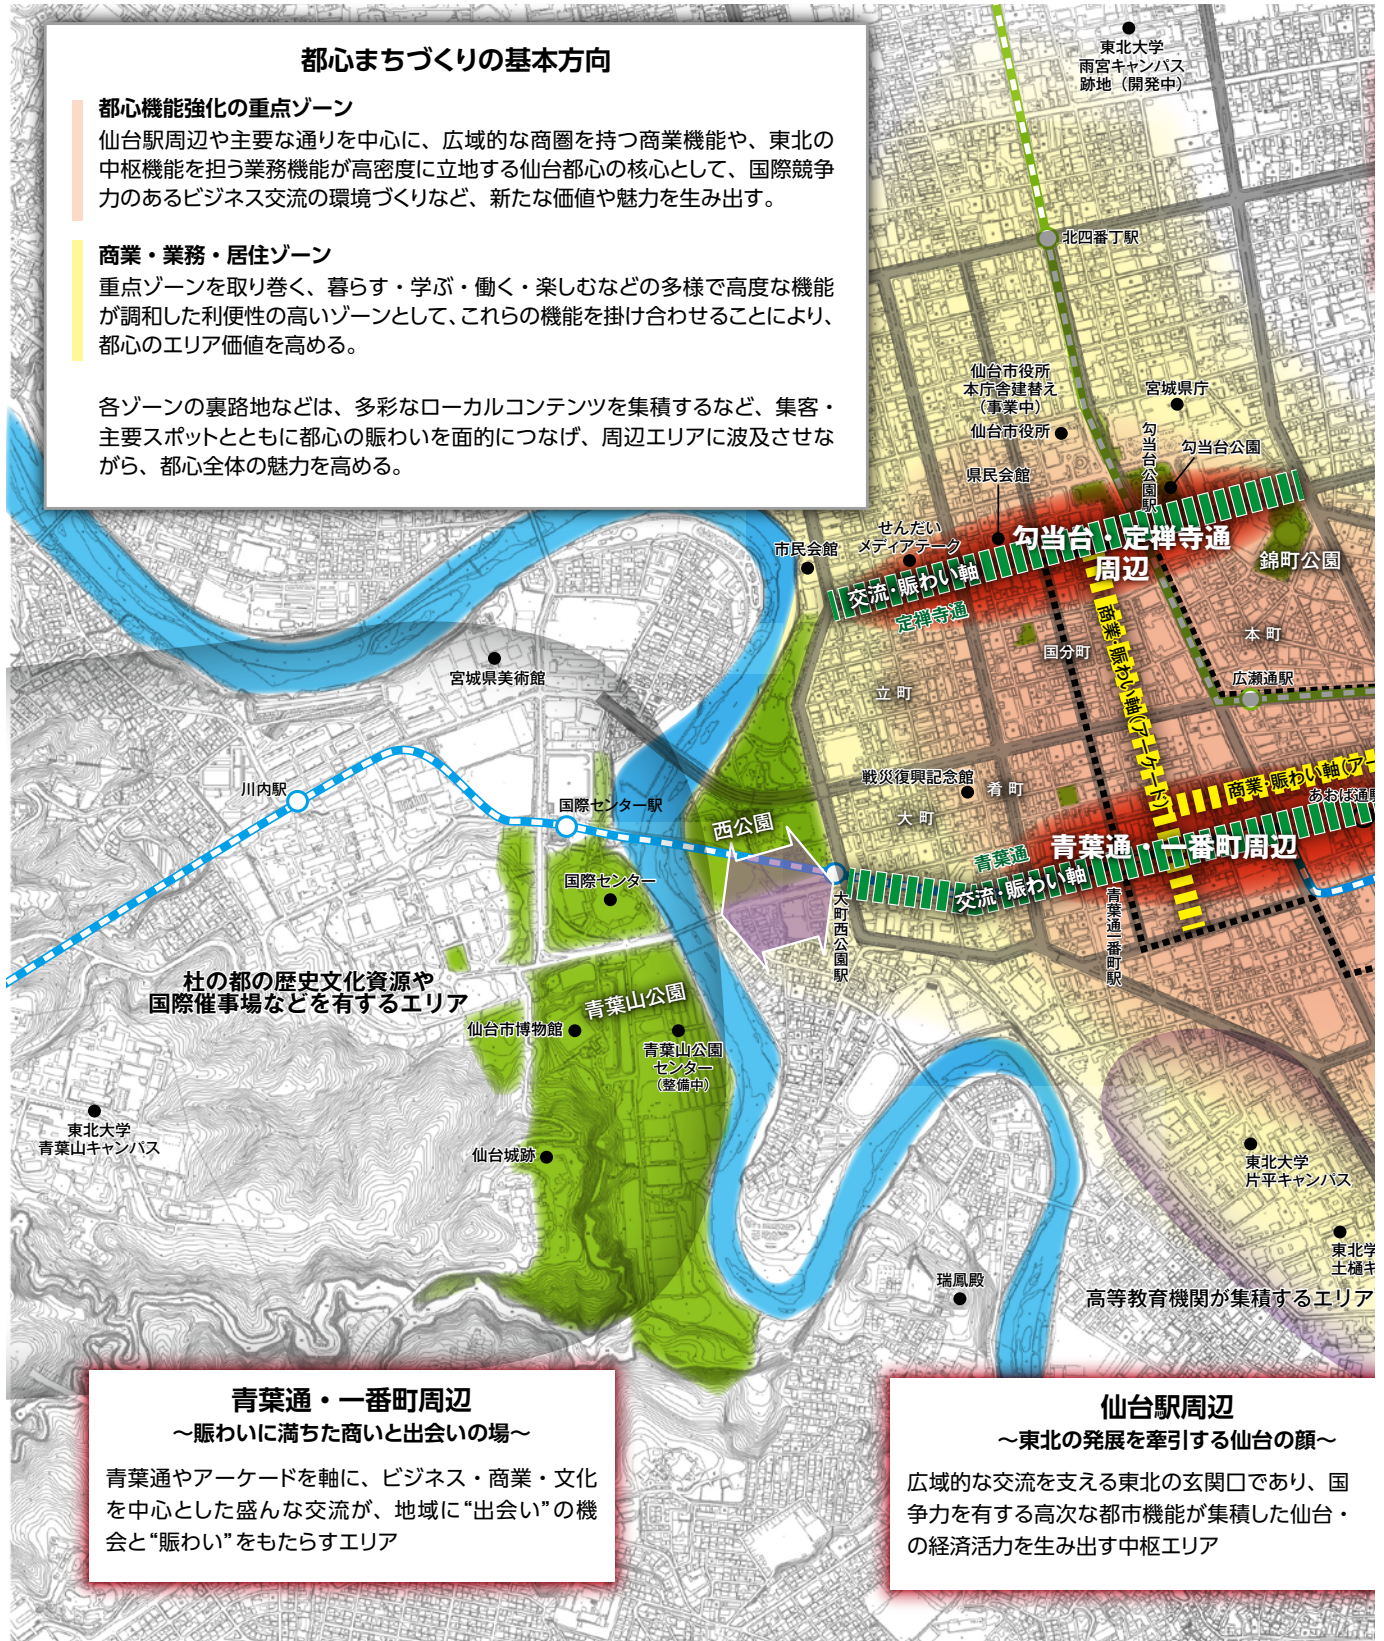 都心まちづくりの基本方向
都心機能強化の重点ゾーン
仙台駅周辺や主要な通りを中心に、広域的な商圏を持つ商業機能や、東北の
中枢機能を担う業務機能が高密度に立地する仙台都心の核心として、国際競争
力のあるビジネス交流の環境づくりなど、新たな価値や魅力を生み出す。
商業・業務・居住ゾーン
重点ゾーンを取り巻く、暮らす・学ぶ・働く・楽しむなどの多様で高度な機能
が調和した利便性の高いゾーンとして、これらの機能を掛け合わせることにより、
都心のエリア価値を高める。
各ゾーンの裏路地などは、多彩なローカルコンテンツを集積するなど、集客・
主要スポットとともに都心の賑わいを面的につなげ、周辺エリアに波及させな
がら、都心全体の魅力を高める。
東北大学
雨宮キャンパス
跡地（開発中）
北四番丁駅
仙台市役所
本庁舎建替え
（事業中）
仙台市役所
宮城県庁
勾当台公園駅
勾当台公園
県民会館
せんだい
メディアテーク
市民会館
勾当台・定禅寺通
周辺
交流・賑わい軸
定禅寺通
錦町公園
商業・賑わい軸（アーケード）
国分町
本町
広瀬通駅
立町
宮城県美術館
川内駅
国際センター駅
戦災復興記念館
肴町
大町
商業・賑わい軸（アー
あおば通駅
西公園
青葉通
青葉通・一番町周辺
交流・賑わい軸
国際センター
大町西公園駅
青葉通一番町駅
杜の都の歴史文化資源や
国際催事場などを有するエリア
青葉山公園
仙台市博物館
青葉山公園
センター
（整備中）
東北大学
青葉山キャンパス
仙台城跡
東北大学
片平キャンパス
東北学
土樋キ
瑞鳳殿
高等教育機関が集積するエリア
青葉通・一番町周辺
～賑わいに満ちた商いと出会いの場～
青葉通やアーケードを軸に、ビジネス・商業・文化
を中心とした盛んな交流が、地域に“出会い”の機
会と“賑わい”をもたらすエリア
仙台駅周辺
～東北の発展を牽引する仙台の顔～
広域的な交流を支える東北の玄関口であり、国
争力を有する高次な都市機能が集積した仙台・
の経済活力を生み出す中枢エリア